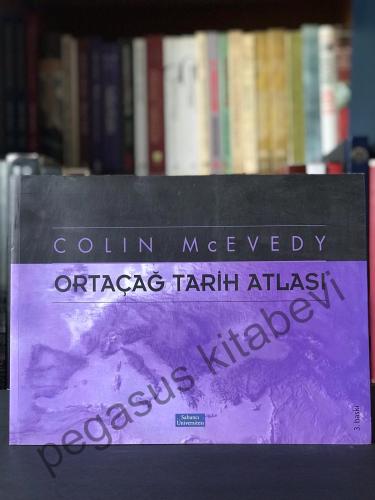 COLIN McEVEDY
ORTAÇAĞ TARİH ATLASI
pegasus kitabevi
Sabancı
Üniversitesi
3. baskı